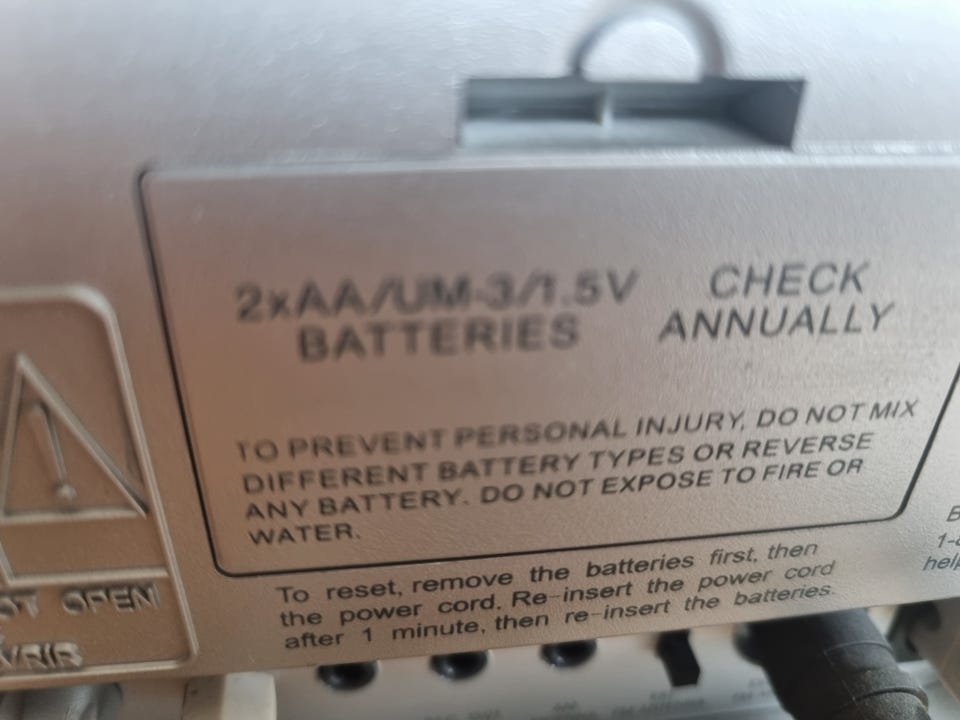 2xAA/UM-3/1.5V
BATTERIES
CHECK
ANNUALLY
TO PREVENT PERSONAL INJURY, DO NOT MIX
DIFFERENT BATTERY TYPES OR REVERSE
ANY BATTERY. DO NOT EXPOSE TO FIRE OR
WATER.
To reset, remove the batteries first, then
the power cord. Re-insert the power cord
after 1 minute, then re-insert the batteries.
OPEN